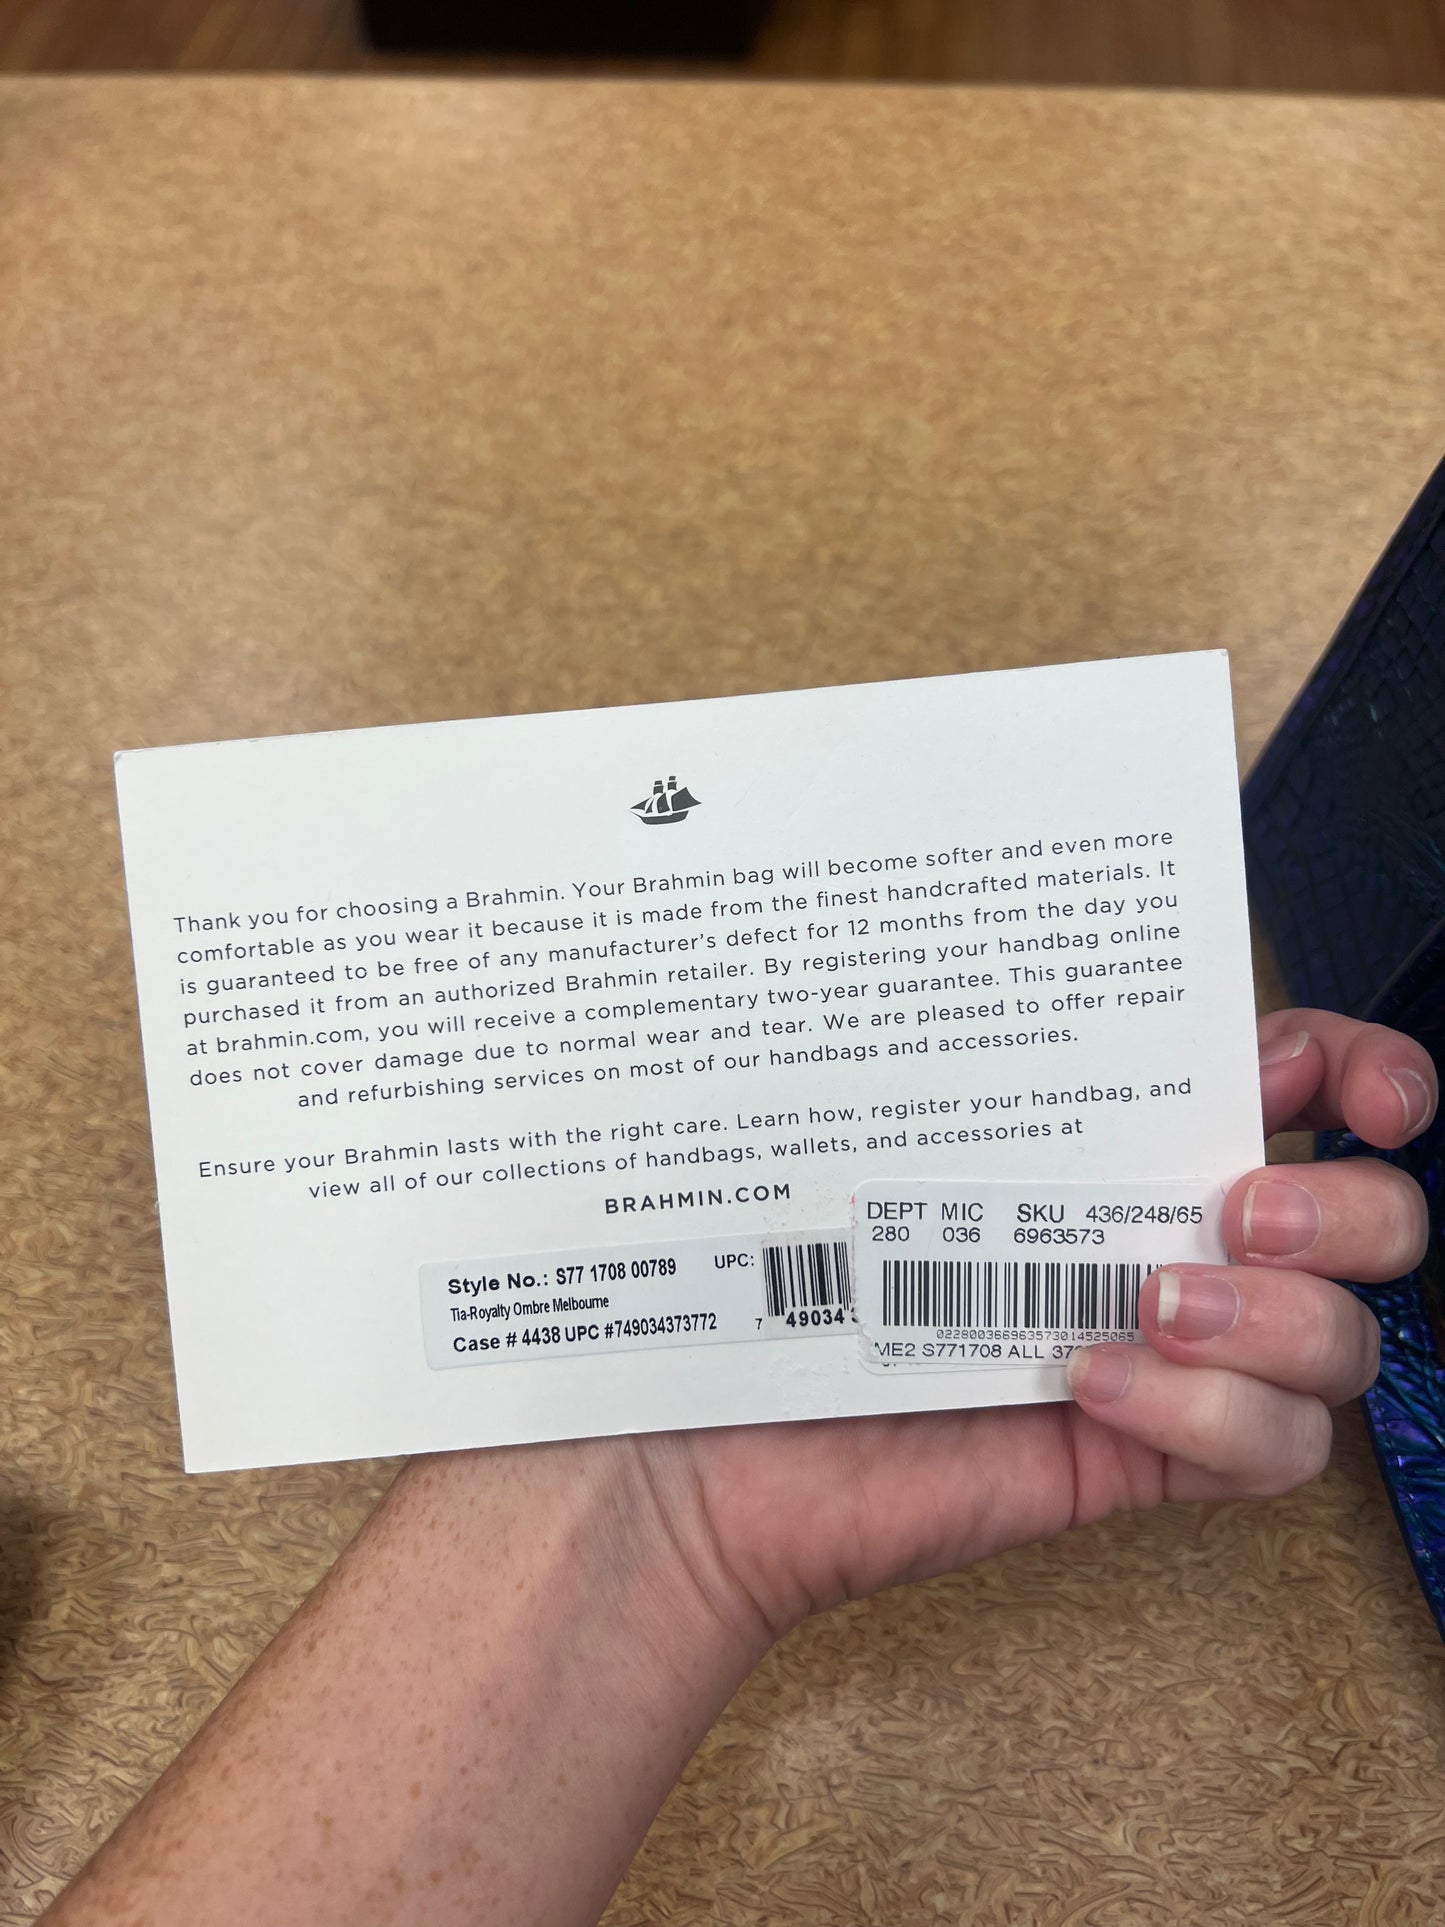 Thank you for choosing a Brahmin. Your Brahmin bag will become softer and even more
comfortable as you wear it because it is made from the finest handcrafted materials. It
is guaranteed to be free of any manufacturer's defect for 12 months from the day you
purchased it from an authorized Brahmin retailer. By registering your handbag online
at brahmin.com, you will receive a complementary two-year guarantee. This guarantee
does not cover damage due to normal wear and tear. We are pleased to offer repair
and refurbishing services on most of our handbags and accessories.
Ensure your Brahmin lasts with the right care. Learn how, register your handbag, and
view all of our collections of handbags, wallets, and accessories at
BRAHMIN.COM
Style No.: S77 1708 00789 UPC:
Tia-Royalty Ombre Melbourne
Case # 4438 UPC #749034373772
7 49034
DEPT MIC SKU 436/248/65
280 036 6963573
022800366963573014525065
ME2 S771708 ALL